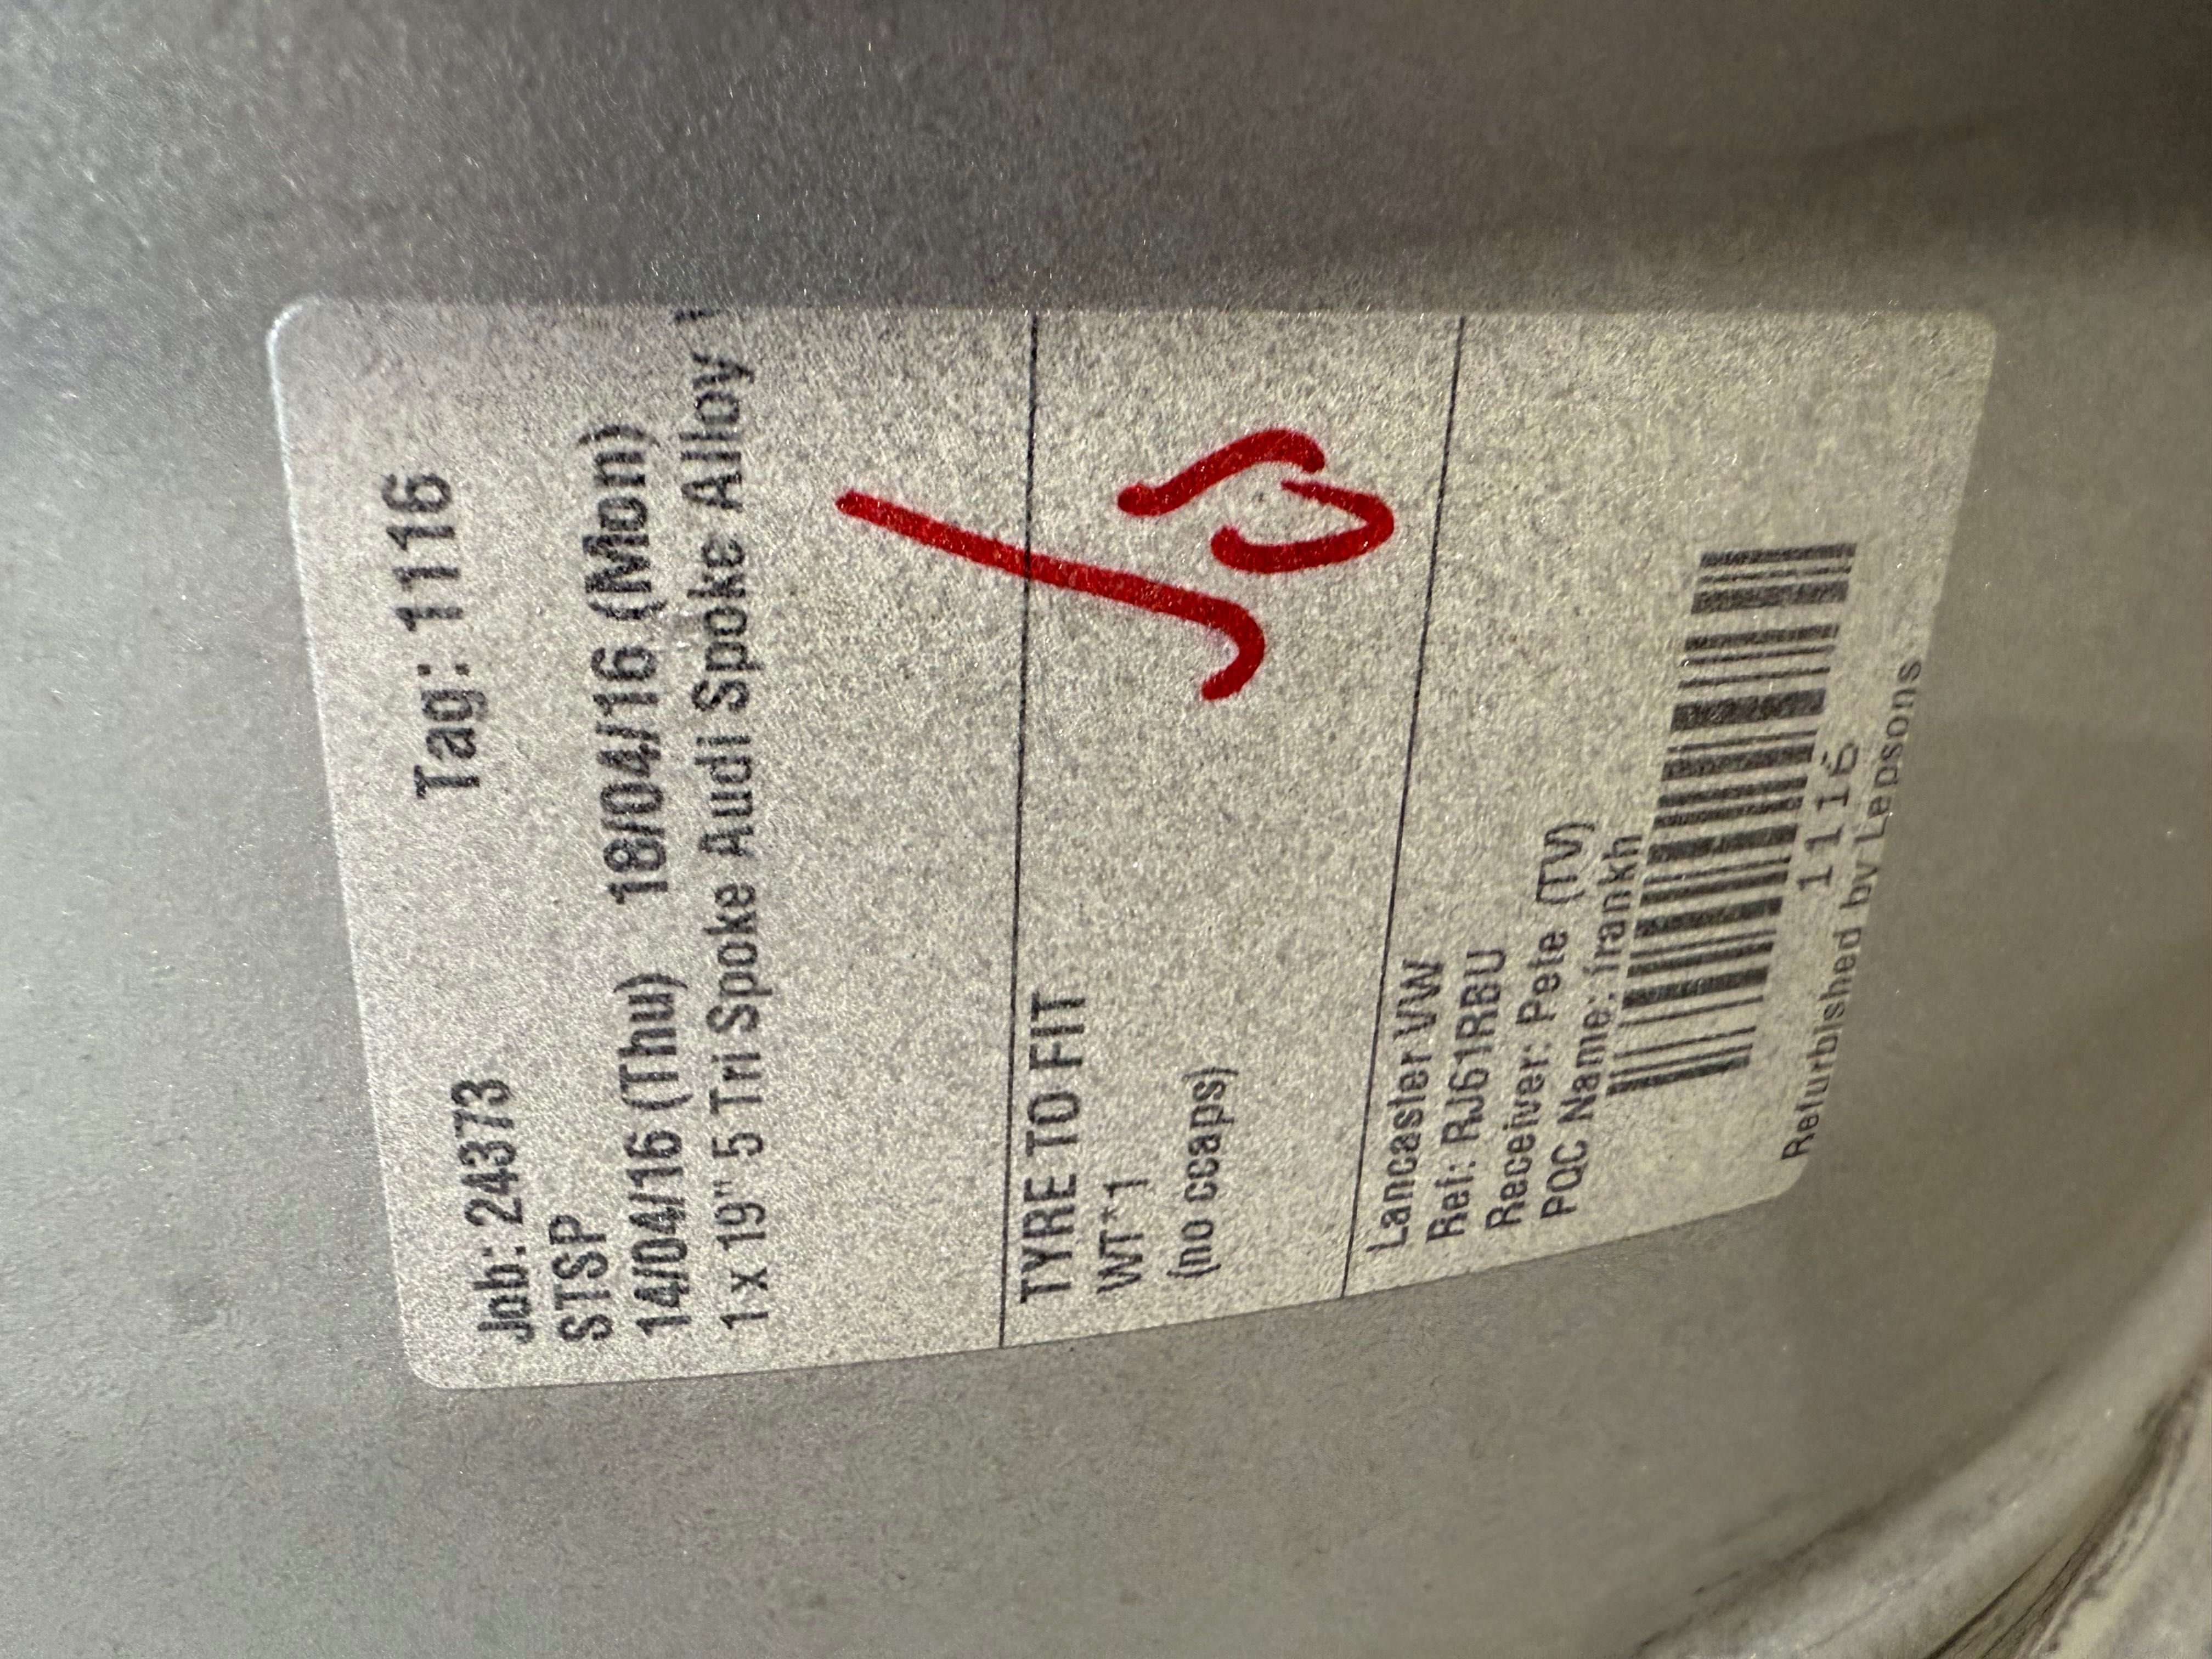 Job: 24373 Tag: 1116
STSP
14/04/16 (Thu) 18/04/16 (Mon)
1 x 19" 5 Tri Spoke Audi Spoke Alloy
TYRE TO FIT
WT*1
(no ccaps)
Lancaster VW
Ref: RJ61RBU
Receiver: Pete (TV)
PQC Name: frankh
1116
Refurbished by Lepsons